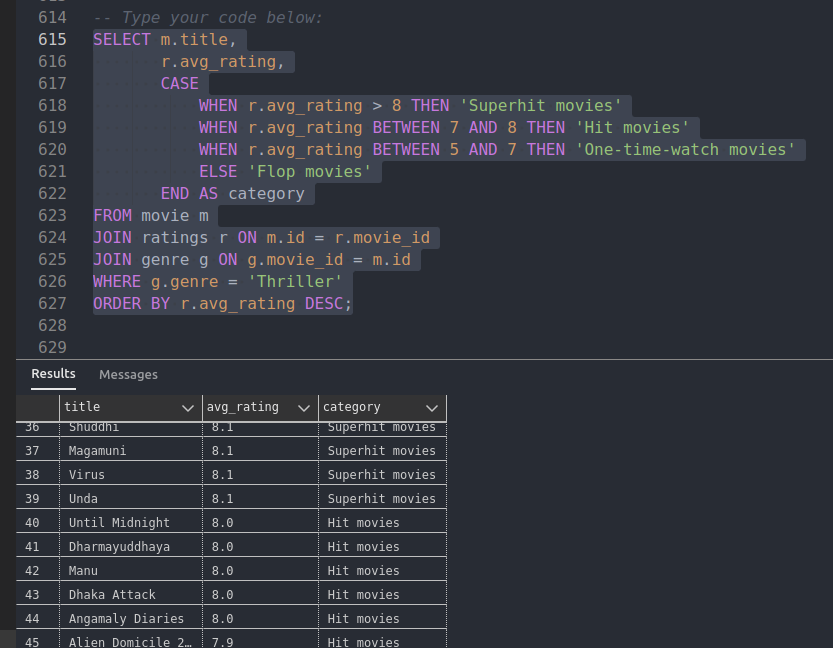 614 -- Type your code below:
615 SELECT m.title,
616 r.avg_rating,
617 CASE
618 WHEN r.avg_rating > 8 THEN 'Superhit movies'
619 WHEN r.avg_rating BETWEEN 7 AND 8 THEN 'Hit movies'
620 WHEN r.avg_rating BETWEEN 5 AND 7 THEN 'One-time-watch movies'
621 ELSE 'Flop movies'
622 END AS category
623 FROM movie m
624 JOIN ratings r ON m.id = r.movie_id
625 JOIN genre g ON g.movie_id = m.id
626 WHERE g.genre = 'Thriller'
627 ORDER BY r.avg_rating DESC;
628
629
Results Messages
title avg_rating category
36 Shuddhi 8.1 Superhit movies
37 Magamuni 8.1 Superhit movies
38 Virus 8.1 Superhit movies
39 Unda 8.1 Superhit movies
40 Until Midnight 8.0 Hit movies
41 Dharmayuddhaya 8.0 Hit movies
42 Manu 8.0 Hit movies
43 Dhaka Attack 8.0 Hit movies
44 Angamaly Diaries 8.0 Hit movies
45 Alien Domicile 2… 7.9 Hit movies